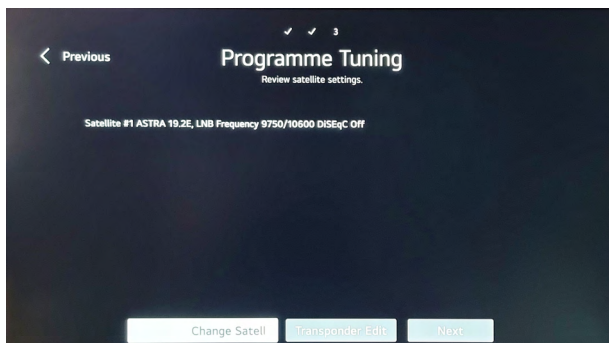 ✓ ✓ 3
Previous
Programme Tuning
Review satellite settings.
Satellite #1 ASTRA 19.2E, LNB Frequency 9750/10600 DiSEqC Off
Change Satell
Transponder Edit
Next